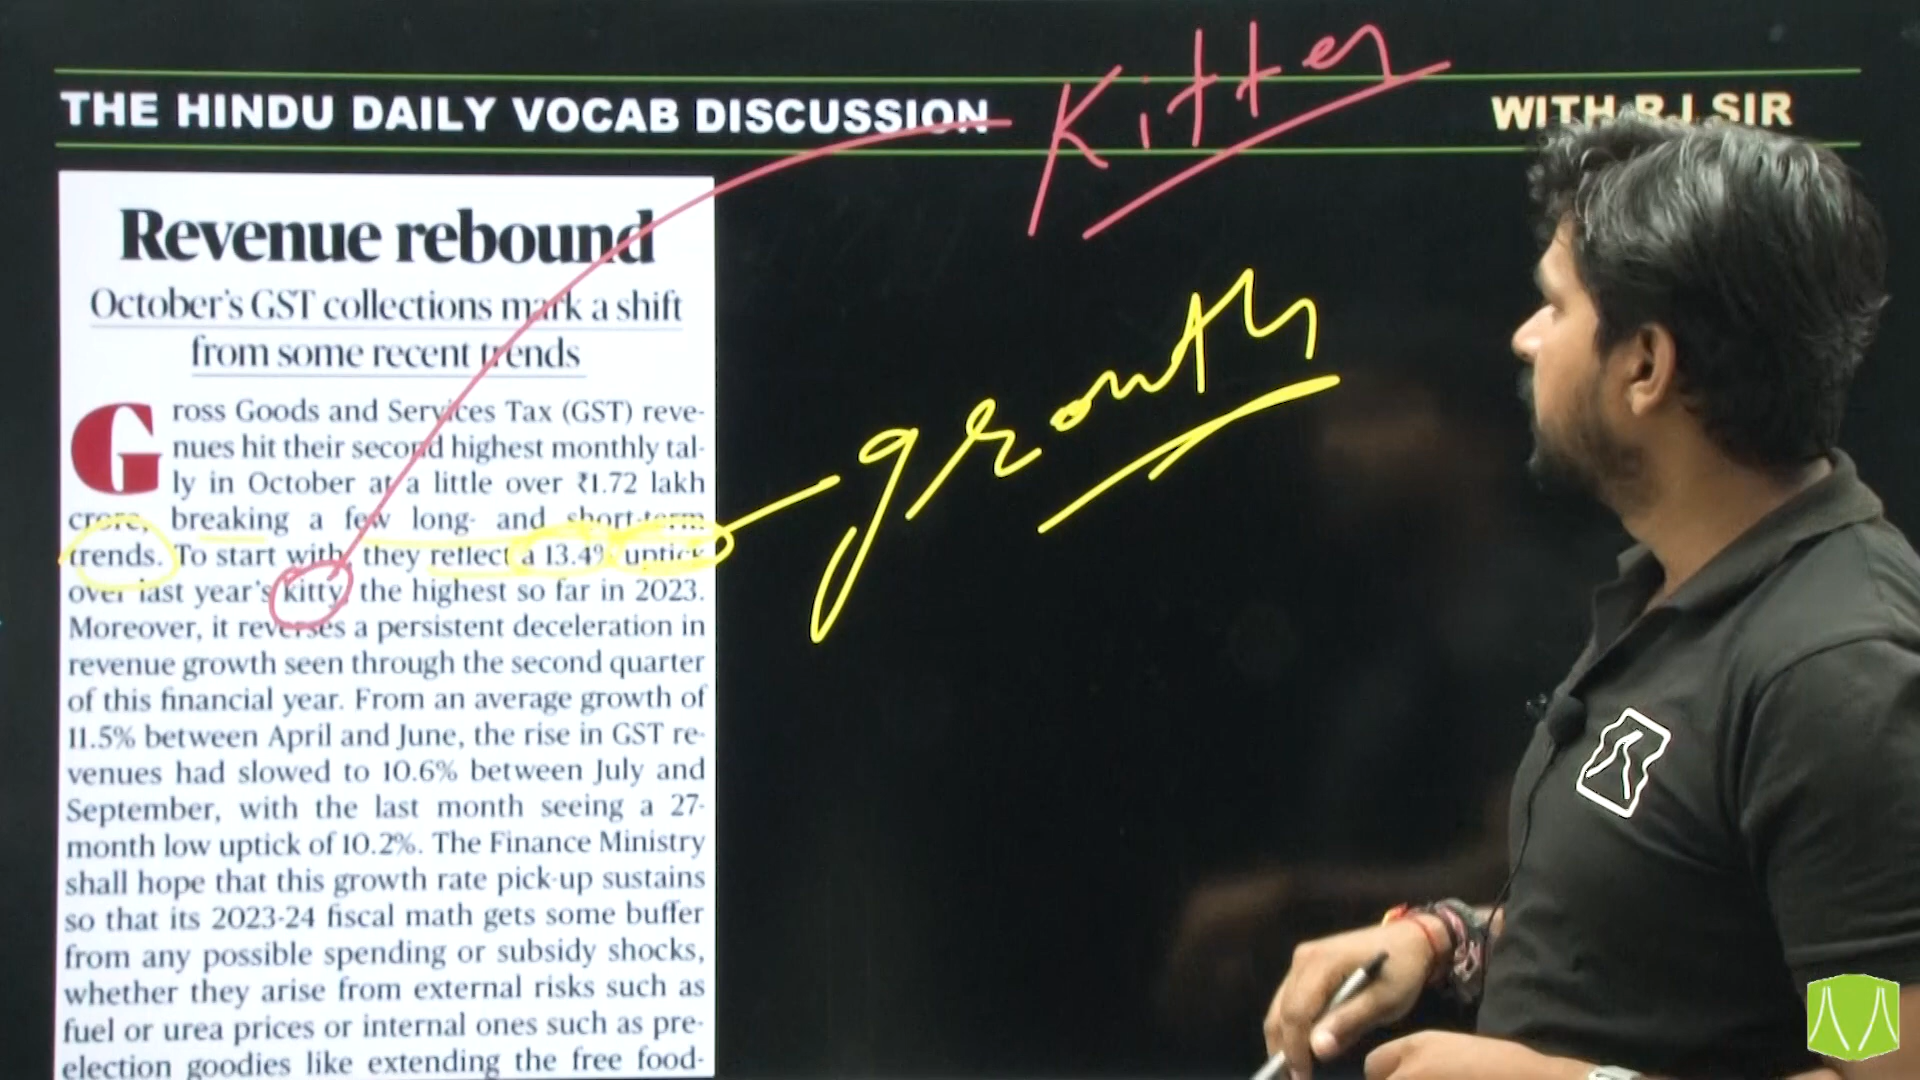 THE HINDU DAILY VOCAB DISCUSSION
WITH RJ SIR
Kitten
growth
Revenue rebound
October's GST collections mark a shift
from some recent trends
Gross Goods and Services Tax (GST) reve-
nues hit their second highest monthly tal-
ly in October at a little over ₹1.72 lakh
crore, breaking a few long- and short-term
trends. To start with, they reflect a 13.4% uptick
over last year's kitty, the highest so far in 2023.
Moreover, it reverses a persistent deceleration in
revenue growth seen through the second quarter
of this financial year. From an average growth of
11.5% between April and June, the rise in GST re-
venues had slowed to 10.6% between July and
September, with the last month seeing a 27-
month low uptick of 10.2%. The Finance Ministry
shall hope that this growth rate pick-up sustains
so that its 2023-24 fiscal math gets some buffer
from any possible spending or subsidy shocks,
whether they arise from external risks such as
fuel or urea prices or internal ones such as pre-
election goodies like extending the free food-